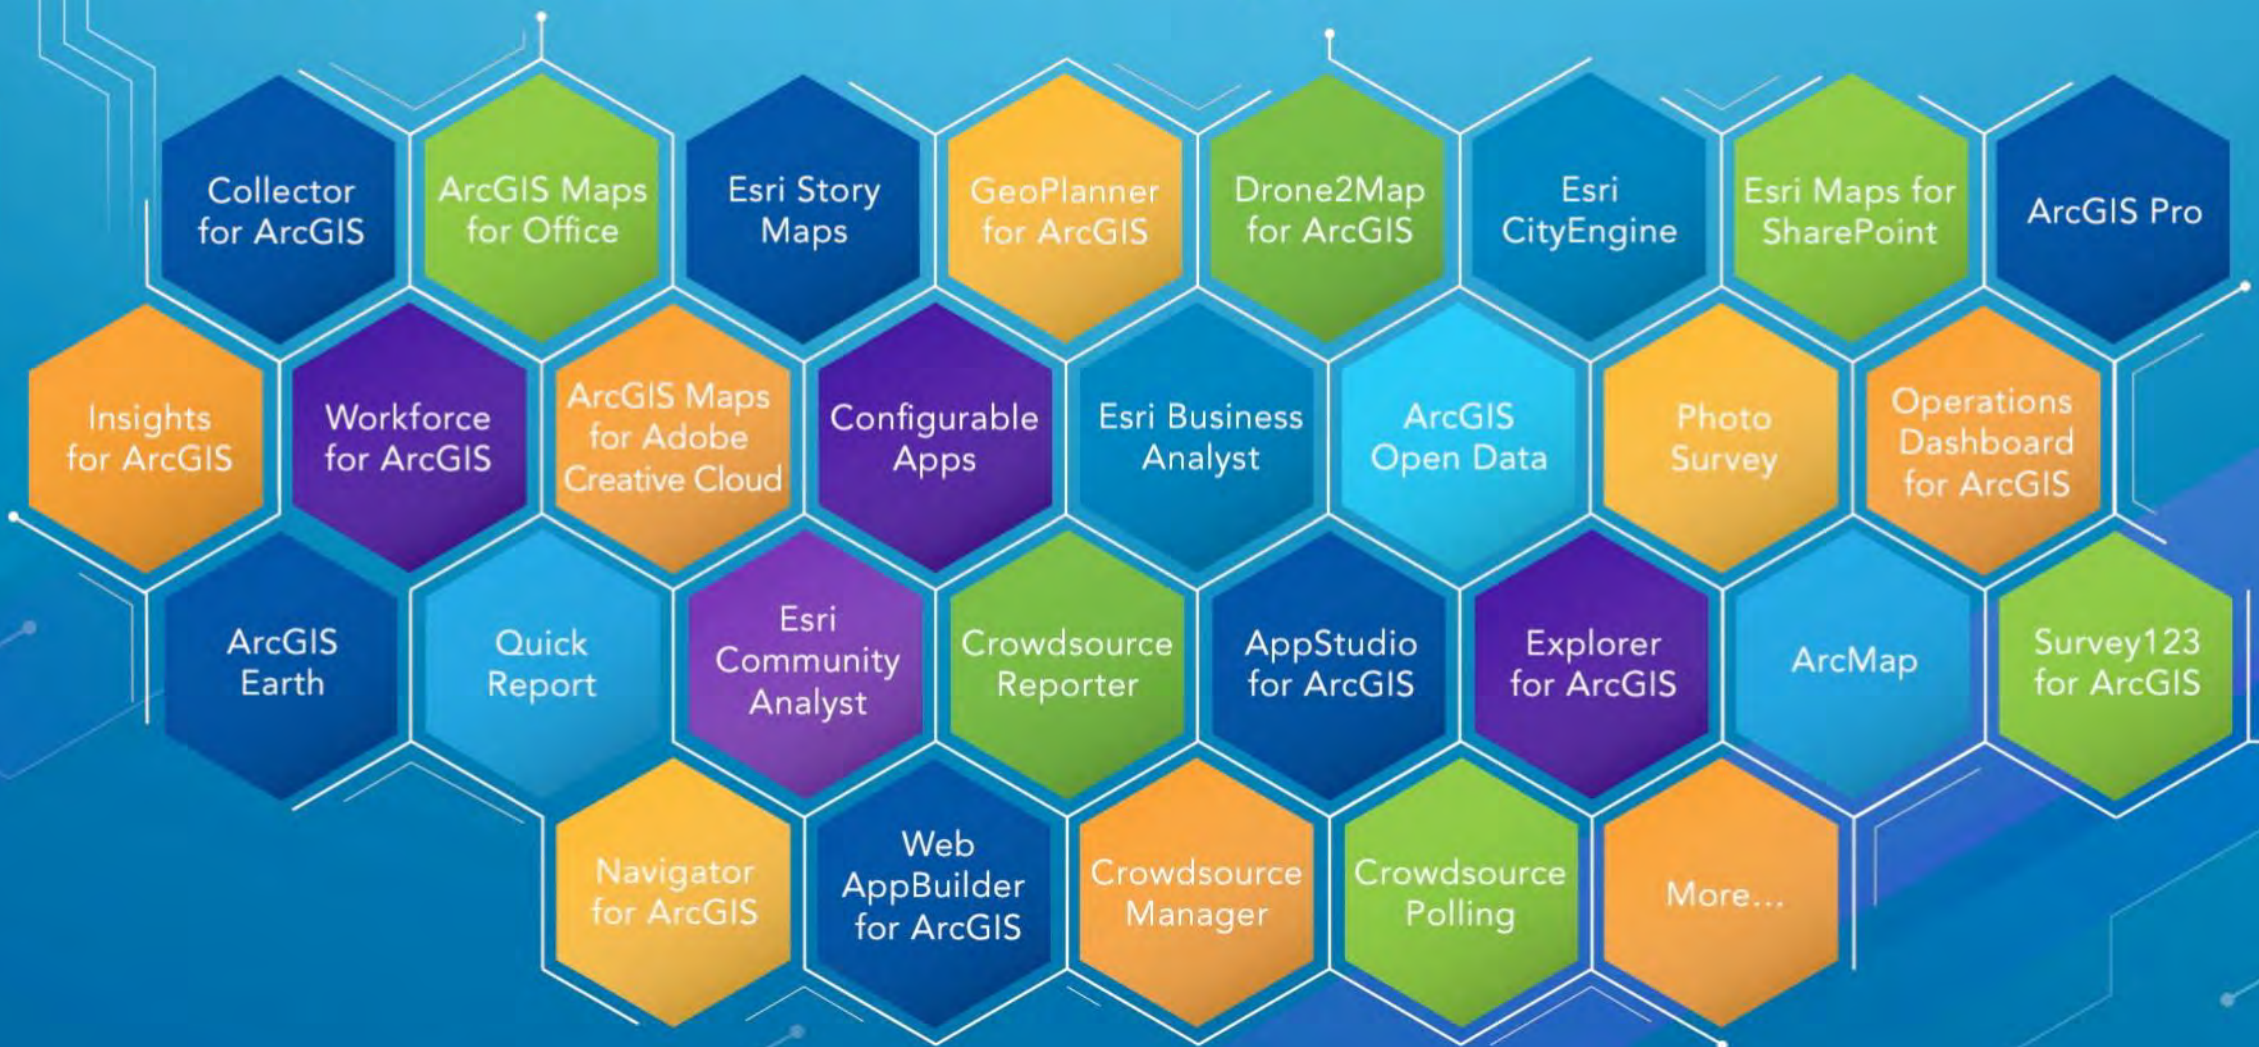 Collector
for ArcGIS
ArcGIS Maps
for Office
Esri Story
Maps
GeoPlanner
for ArcGIS
Drone2Map
for ArcGIS
Esri
CityEngine
Esri Maps for
SharePoint
ArcGIS Pro
Insights
for ArcGIS
Workforce
for ArcGIS
ArcGIS Maps
for Adobe
Creative Cloud
Configurable
Apps
Esri Business
Analyst
ArcGIS
Open Data
Photo
Survey
Operations
Dashboard
for ArcGIS
ArcGIS
Earth
Quick
Report
Esri
Community
Analyst
Crowdsource
Reporter
AppStudio
for ArcGIS
Explorer
for ArcGIS
ArcMap
Survey123
for ArcGIS
Navigator
for ArcGIS
Web
AppBuilder
for ArcGIS
Crowdsource
Manager
Crowdsource
Polling
More...